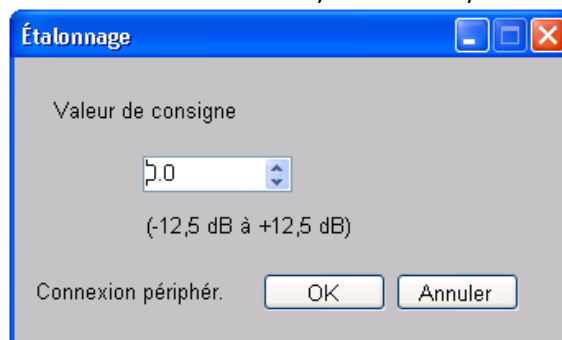 Étalonnage
Valeur de consigne
0.0
(-12,5 dB à +12,5 dB)
Connexion périphér. OK Annuler